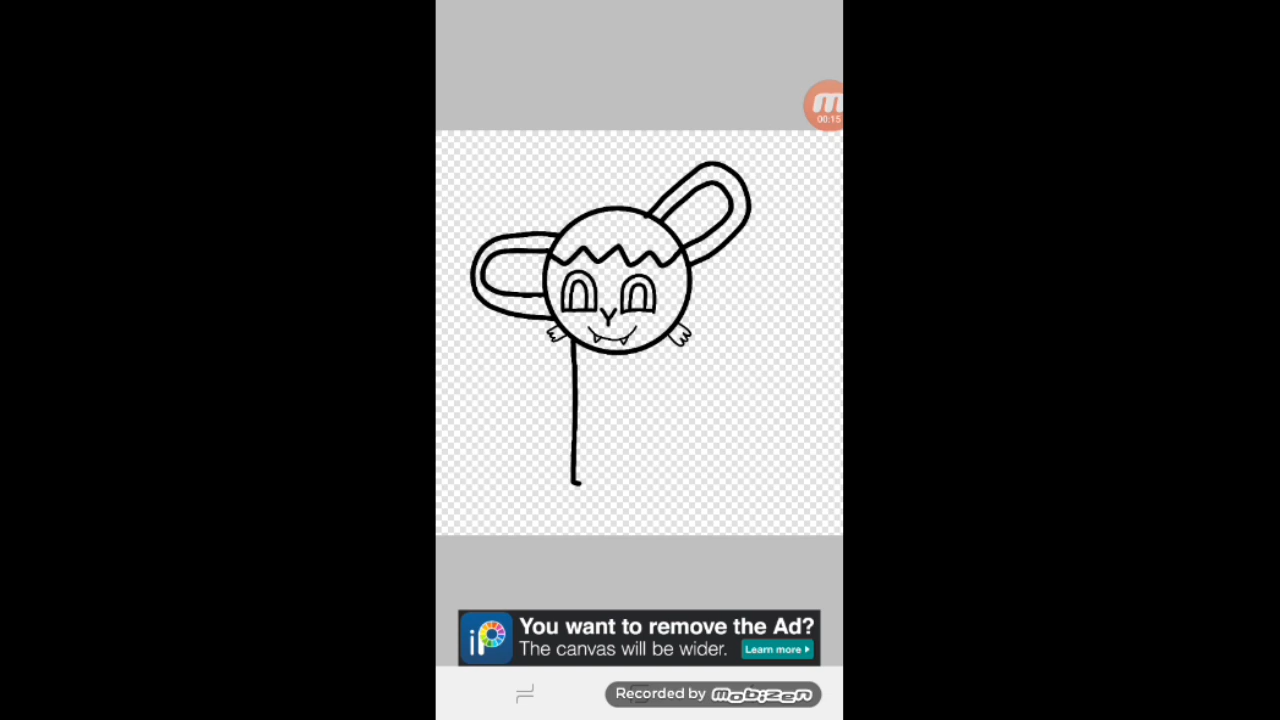 00:15
You want to remove the Ad?
The canvas will be wider.
Learn more
Recorded by mobizen